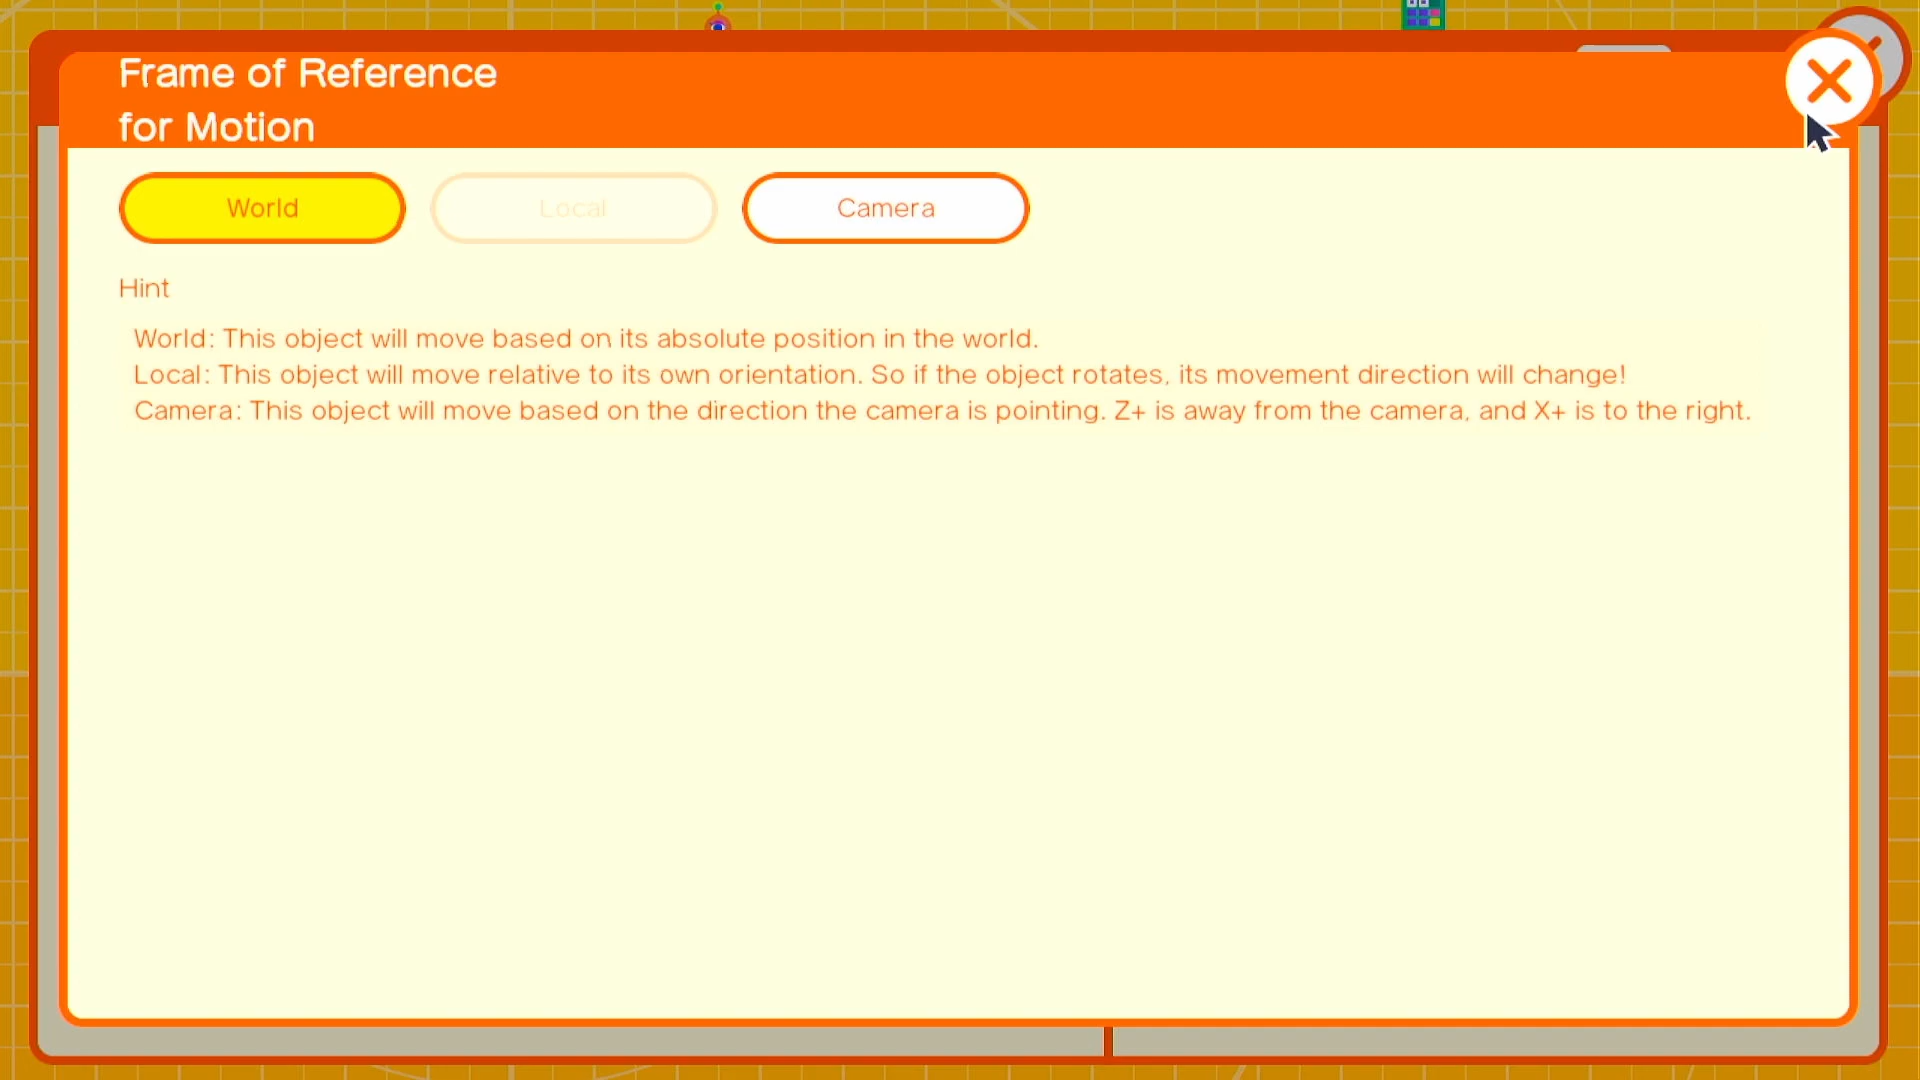 Frame of Reference
for Motion
World
Local
Camera
Hint
World: This object will move based on its absolute position in the world.
Local: This object will move relative to its own orientation. So if the object rotates, its movement direction will change!
Camera: This object will move based on the direction the camera is pointing. Z+ is away from the camera, and X+ is to the right.